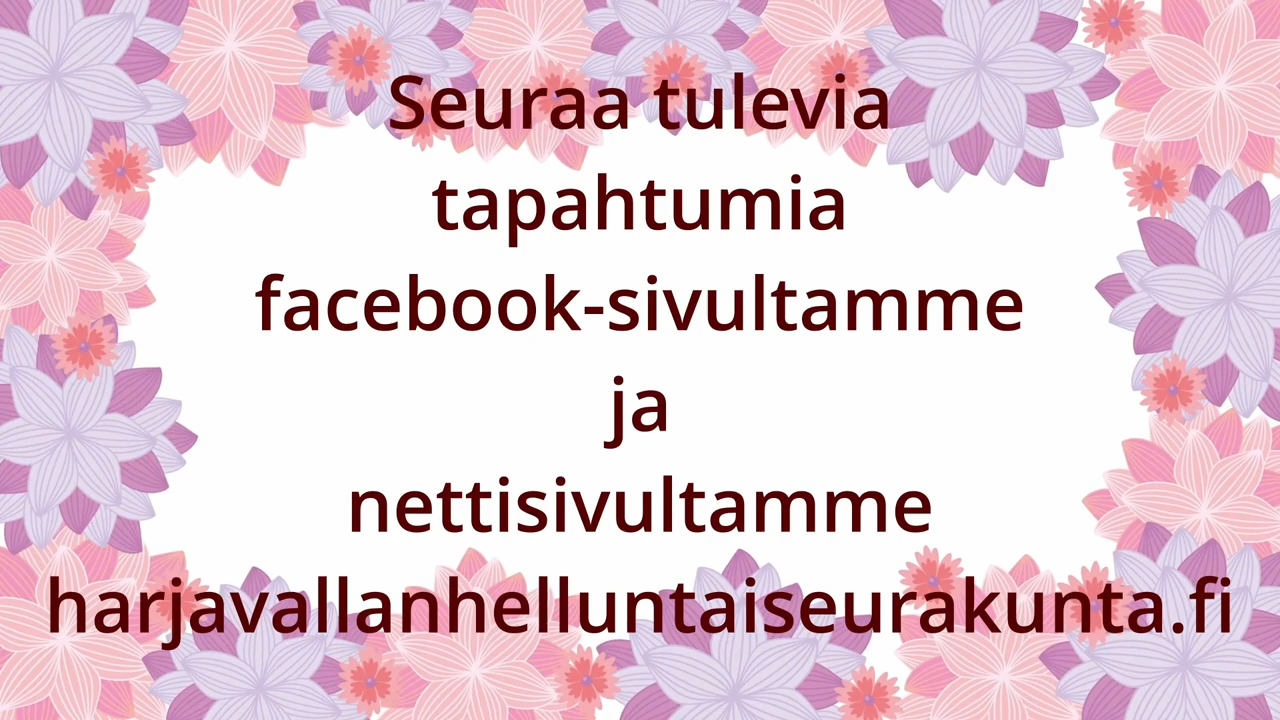 Seuraa tulevia
tapahtumia
facebook-sivultamme
ja
nettisivultamme
harjavallanhelluntaiseurakunta.fi